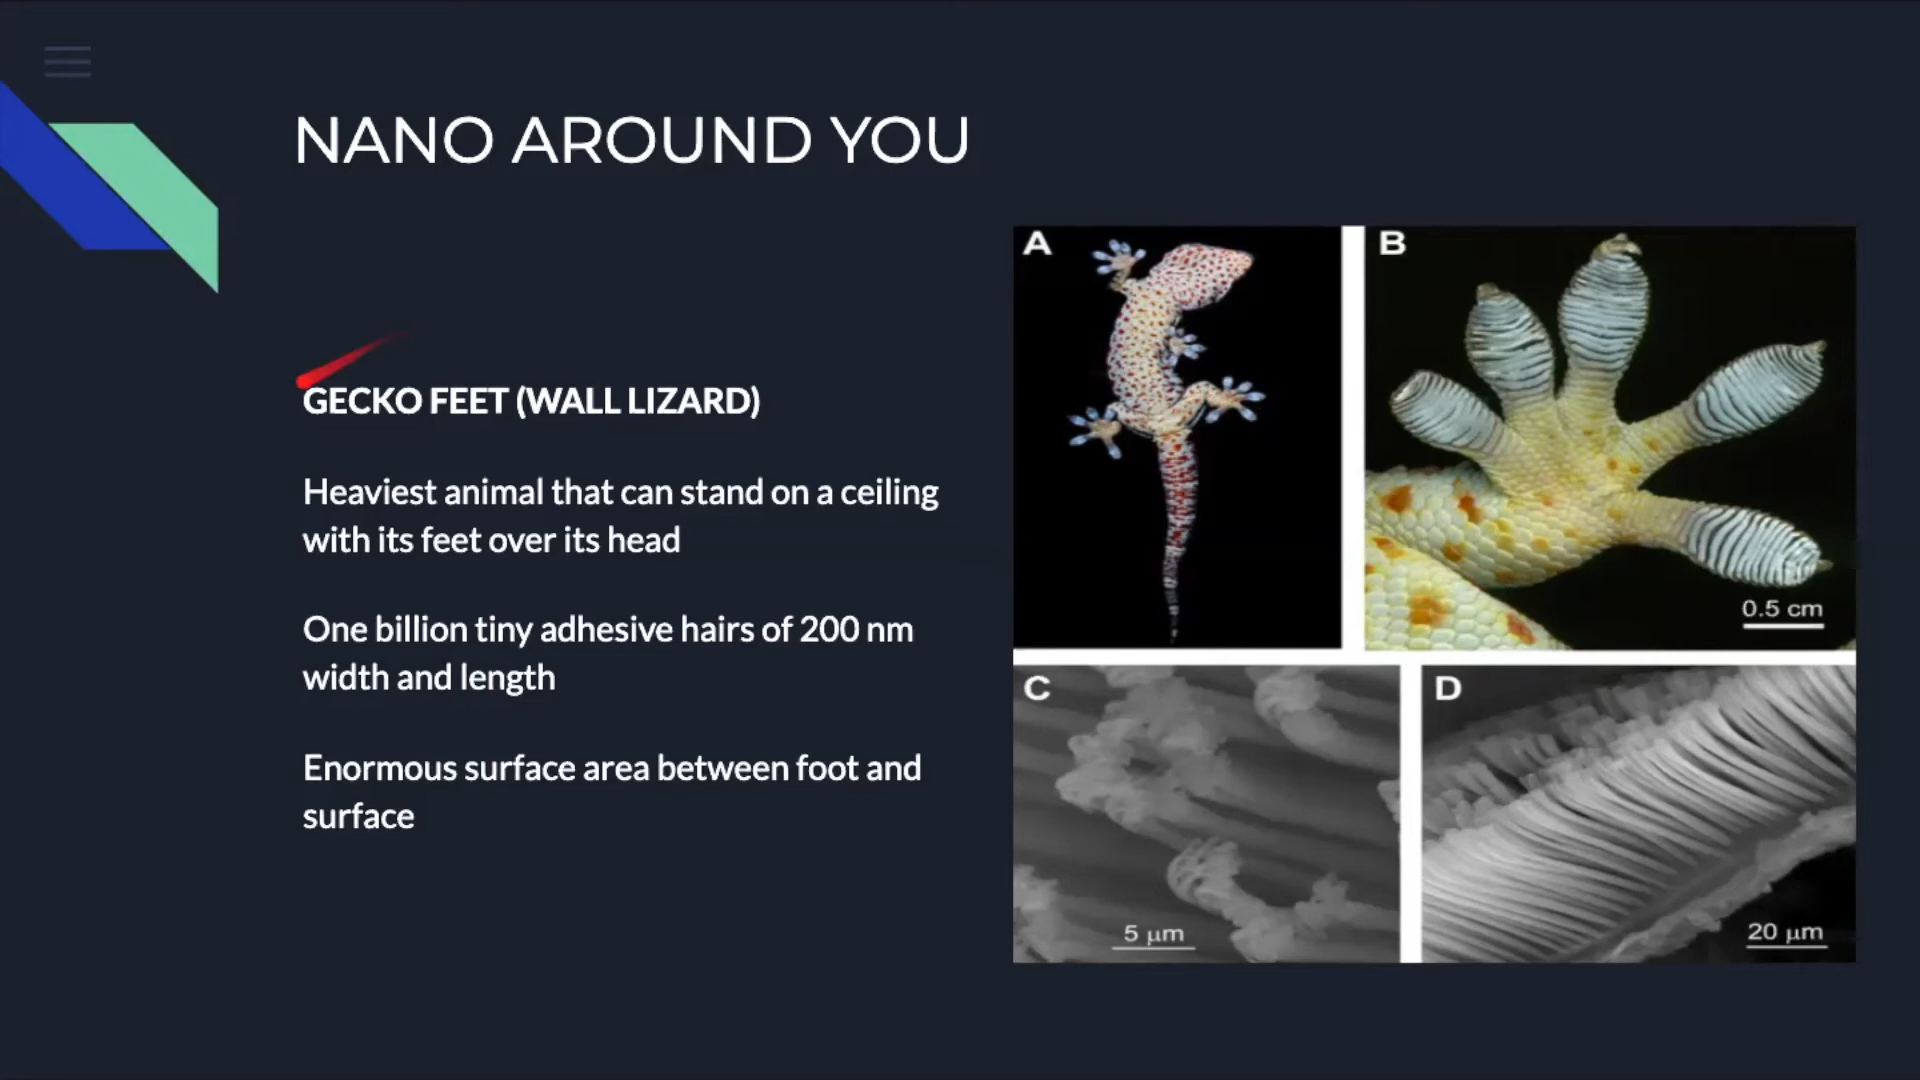 NANO AROUND YOU
GECKO FEET (WALL LIZARD)
Heaviest animal that can stand on a ceiling
with its feet over its head
One billion tiny adhesive hairs of 200 nm
width and length
Enormous surface area between foot and
surface
A
B
0.5 cm
C
D
5 μm
20 μm